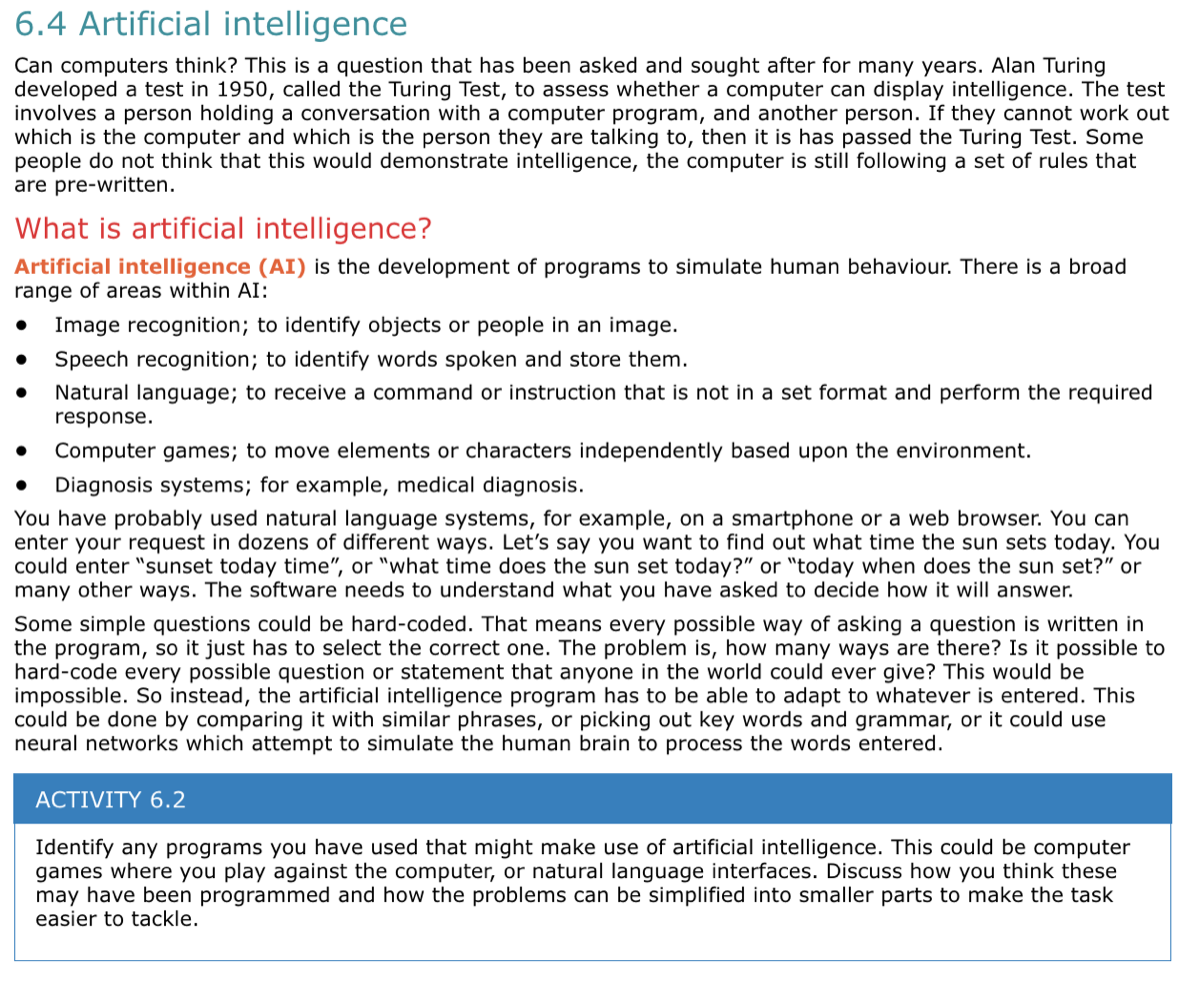 6.4 Artificial intelligence
Can computers think? This is a question that has been asked and sought after for many years. Alan Turing
developed a test in 1950, called the Turing Test, to assess whether a computer can display intelligence. The test
involves a person holding a conversation with a computer program, and another person. If they cannot work out
which is the computer and which is the person they are talking to, then it is has passed the Turing Test. Some
people do not think that this would demonstrate intelligence, the computer is still following a set of rules that
are pre-written.
What is artificial intelligence?
Artificial intelligence (AI) is the development of programs to simulate human behaviour. There is a broad
range of areas within AI:
● Image recognition; to identify objects or people in an image.
● Speech recognition; to identify words spoken and store them.
● Natural language; to receive a command or instruction that is not in a set format and perform the required
response.
● Computer games; to move elements or characters independently based upon the environment.
● Diagnosis systems; for example, medical diagnosis.
You have probably used natural language systems, for example, on a smartphone or a web browser. You can
enter your request in dozens of different ways. Let’s say you want to find out what time the sun sets today. You
could enter “sunset today time”, or “what time does the sun set today?” or “today when does the sun set?” or
many other ways. The software needs to understand what you have asked to decide how it will answer.
Some simple questions could be hard-coded. That means every possible way of asking a question is written in
the program, so it just has to select the correct one. The problem is, how many ways are there? Is it possible to
hard-code every possible question or statement that anyone in the world could ever give? This would be
impossible. So instead, the artificial intelligence program has to be able to adapt to whatever is entered. This
could be done by comparing it with similar phrases, or picking out key words and grammar, or it could use
neural networks which attempt to simulate the human brain to process the words entered.
ACTIVITY 6.2
Identify any programs you have used that might make use of artificial intelligence. This could be computer
games where you play against the computer, or natural language interfaces. Discuss how you think these
may have been programmed and how the problems can be simplified into smaller parts to make the task
easier to tackle.